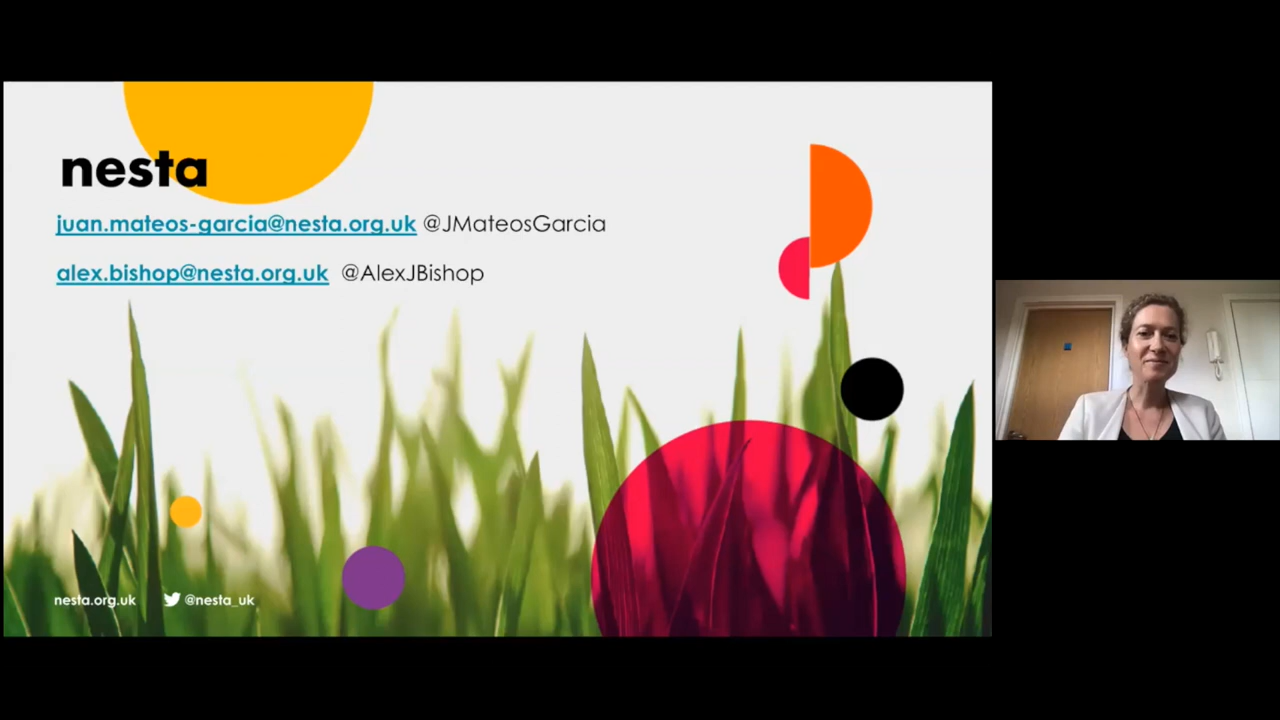 nesta
juan.mateos-garcia@nesta.org.uk @JMateosGarcia
alex.bishop@nesta.org.uk @AlexJBishop
nesta.org.uk @nesta_uk